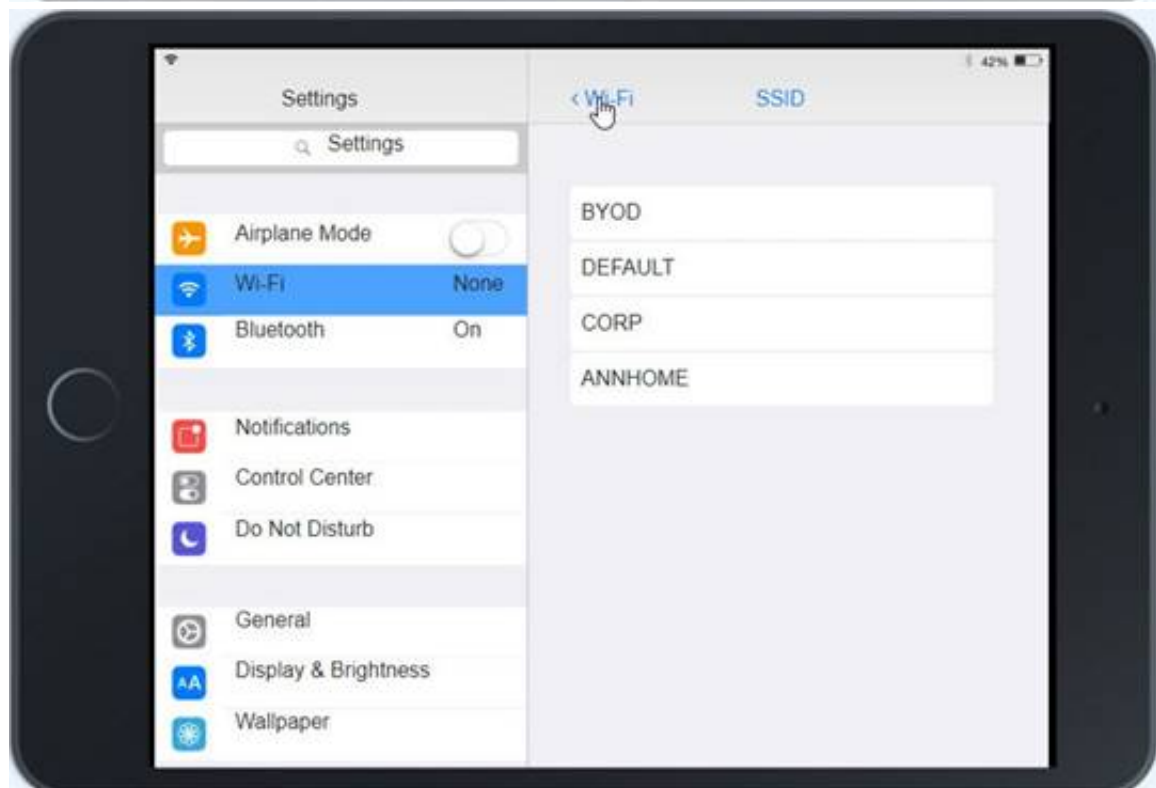 42%
Settings
< Wi-Fi
SSID
Settings
Airplane Mode
Wi-Fi None
Bluetooth On
Notifications
Control Center
Do Not Disturb
General
AA Display & Brightness
Wallpaper
BYOD
DEFAULT
CORP
ANNHOME